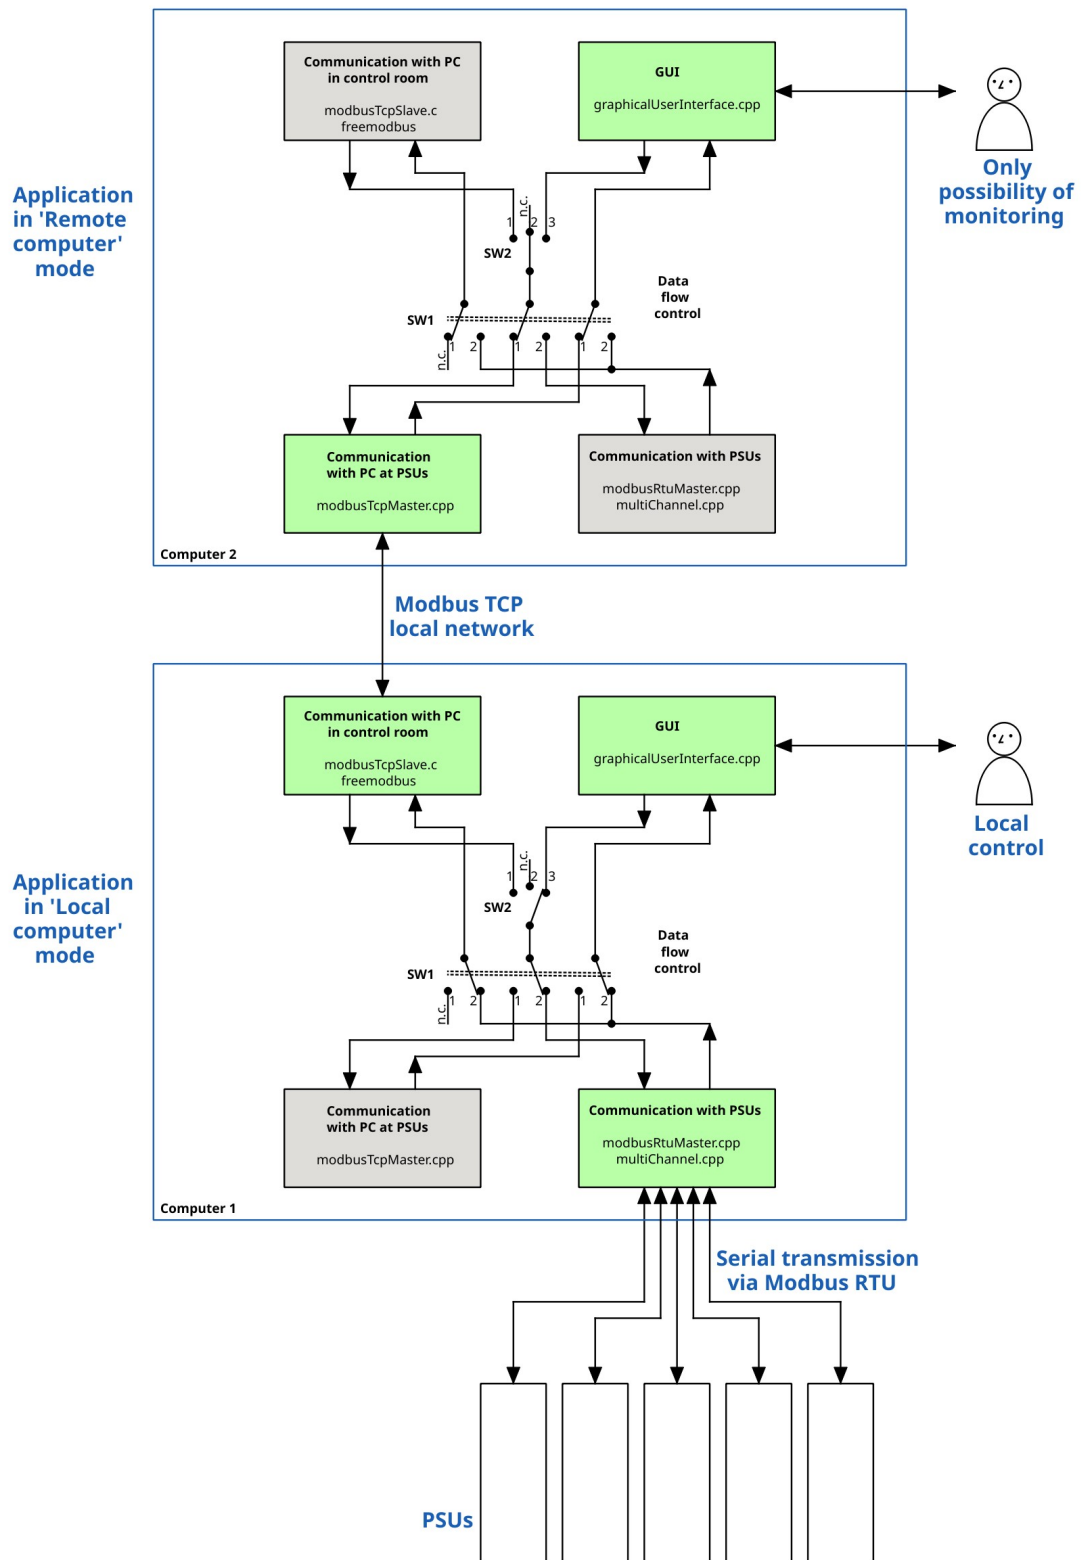 Communication with PC
in control room
modbusTcpSlave.c
freemodbus
GUI
graphicalUserInterface.cpp
Only
possibility of
monitoring
Application
in 'Remote
computer'
mode
n.c.
1
2
3
SW2
Data
flow
control
SW1
n.c.
1
2
1
2
1
2
Communication
with PC at PSUs
modbusTcpMaster.cpp
Communication with PSUs
modbusRtuMaster.cpp
multiChannel.cpp
Computer 2
Modbus TCP
local network
Communication with PC
in control room
modbusTcpSlave.c
freemodbus
GUI
graphicalUserInterface.cpp
Local
control
Application
in 'Local
computer'
mode
n.c.
1
2
3
SW2
Data
flow
control
SW1
n.c.
1
2
1
2
1
2
Communication
with PC at PSUs
modbusTcpMaster.cpp
Communication with PSUs
modbusRtuMaster.cpp
multiChannel.cpp
Computer 1
Serial transmission
via Modbus RTU
PSUs